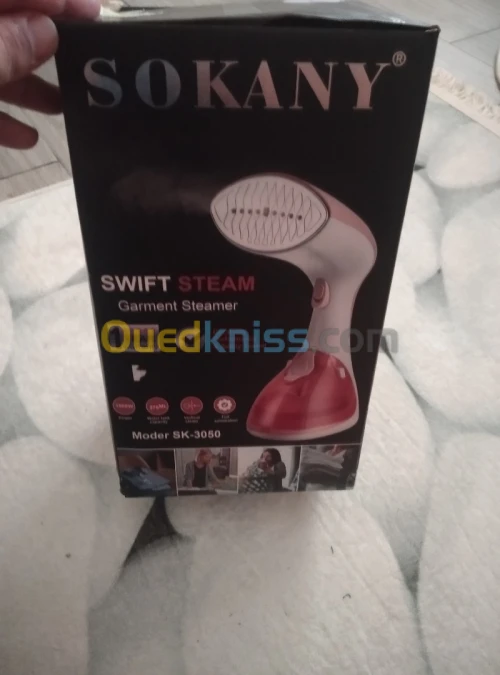 SOKANY®
SWIFT STEAM
Garment Steamer
Ouedkniss.com
Moder SK-3050